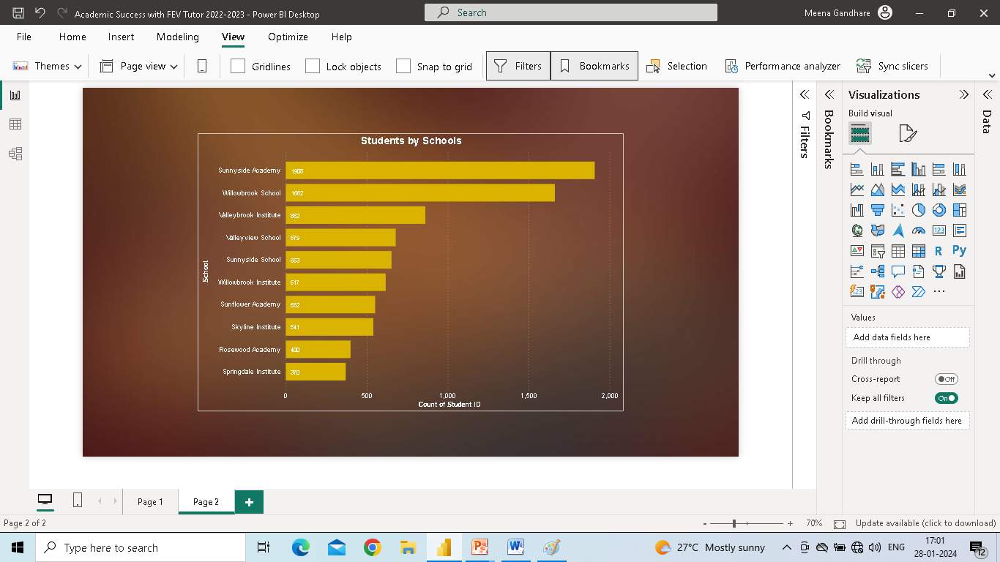 Academic Success with FEV Tutor 2022-2023 - Power BI Desktop
Search
Meena Gandhare
File Home Insert Modeling View Optimize Help
Themes Page view Gridlines Lock objects Snap to grid Filters Bookmarks Selection Performance analyzer Sync slicers
Students by Schools
School
Sunnyside Academy 1908
Willowbrook School 1662
Valleybrook Institute 862
Valleyview School 679
Sunnyside School 653
Willowbrook Institute 617
Sunflower Academy 552
Skyline Institute 541
Rosewood Academy 400
Springdale Institute 370
0 500 1,000 1,500 2,000
Count of Student ID
Filters
Bookmarks
Visualizations
Build visual
123
R Py
123
Values
Add data fields here
Drill through
Cross-report Off
Keep all filters On
Add drill-through fields here
Data
Page 1 Page 2
Page 2 of 2
- + 70% Update available (click to download)
Type here to search
27°C Mostly sunny
ENG
17:01
28-01-2024
12